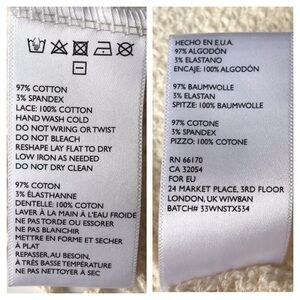 97% COTTON
3% SPANDEX
LACE: 100% COTTON
HAND WASH COLD
DO NOT WRING OR TWIST
DO NOT BLEACH
RESHAPE LAY FLAT TO DRY
LOW IRON AS NEEDED
DO NOT DRY CLEAN
97% COTON
3% ÉLASTHANNE
DENTELLE: 100% COTON
LAVER À LA MAIN À L'EAU FROIDE
NE PAS TORDE OU ESSORER
NE PAS BLANCHIR
METTRE EN FORME ET SECHER
À PLAT
REPASSER, AU BESOIN,
À TRÈS BASSE TEMPÉRATURE
NE PAS NETTOYER À SEC
HECHO EN E.U.A.
97% ALGODÓN
3% ELASTANO
ENCAJE: 100% ALGODÓN
97% BAUMWOLLE
3% ELASTAN
SPITZE: 100% BAUMWOLLE
97% COTONE
3% ELASTAN
PIZZO: 100% COTONE
RN 66170
CA 32054
FOR EU
24 MARKET PLACE, 3RD FLOOR
LONDON, UK WIW8AN
BATCH# 33WNSTX534